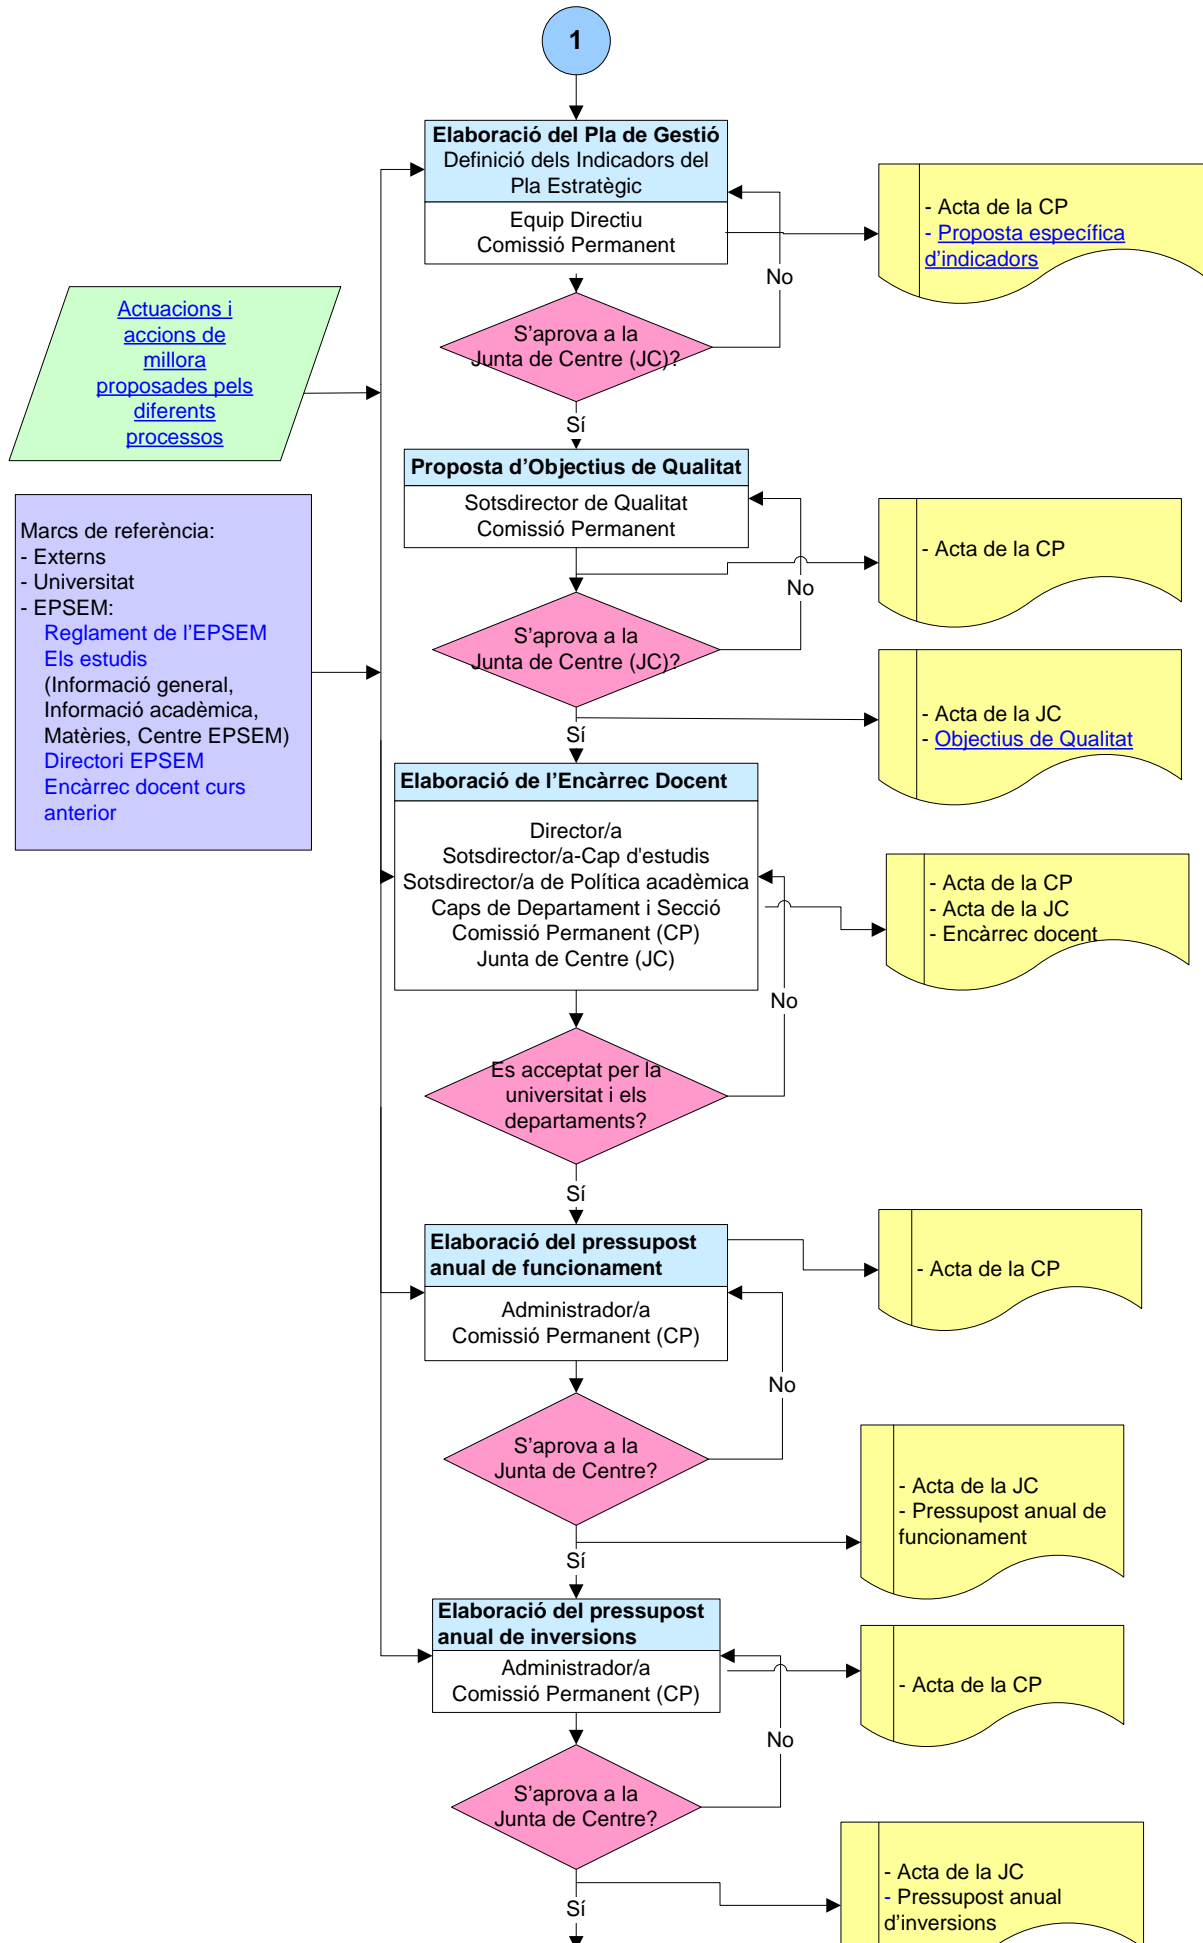 1
Elaboració del Pla de Gestió
Definició dels Indicadors del
Pla Estratègic
Equip Directiu
Comissió Permanent
- Acta de la CP
- Proposta específica
d'indicadors
No
S'aprova a la
Junta de Centre (JC)?
Actuacions i
accions de
millora
proposades pels
diferents
processos
Sí
Proposta d'Objectius de Qualitat
Sotsdirector de Qualitat
Comissió Permanent
- Acta de la CP
No
Marcs de referència:
- Externs
- Universitat
- EPSEM:
Reglament de l'EPSEM
Els estudis
(Informació general,
Informació acadèmica,
Matèries, Centre EPSEM)
Directori EPSEM
Encàrrec docent curs
anterior
S'aprova a la
Junta de Centre (JC)?
- Acta de la JC
- Objectius de Qualitat
Sí
Elaboració de l'Encàrrec Docent
Director/a
Sotsdirector/a-Cap d'estudis
Sotsdirector/a de Política acadèmica
Caps de Departament i Secció
Comissió Permanent (CP)
Junta de Centre (JC)
- Acta de la CP
- Acta de la JC
- Encàrrec docent
No
Es acceptat per la
universitat i els
departaments?
Sí
Elaboració del pressupost
anual de funcionament
Administrador/a
Comissió Permanent (CP)
- Acta de la CP
No
S'aprova a la
Junta de Centre?
- Acta de la JC
- Pressupost anual de
funcionament
Sí
Elaboració del pressupost
anual de inversions
Administrador/a
Comissió Permanent (CP)
- Acta de la CP
No
S'aprova a la
Junta de Centre?
- Acta de la JC
- Pressupost anual
d'inversions
Sí